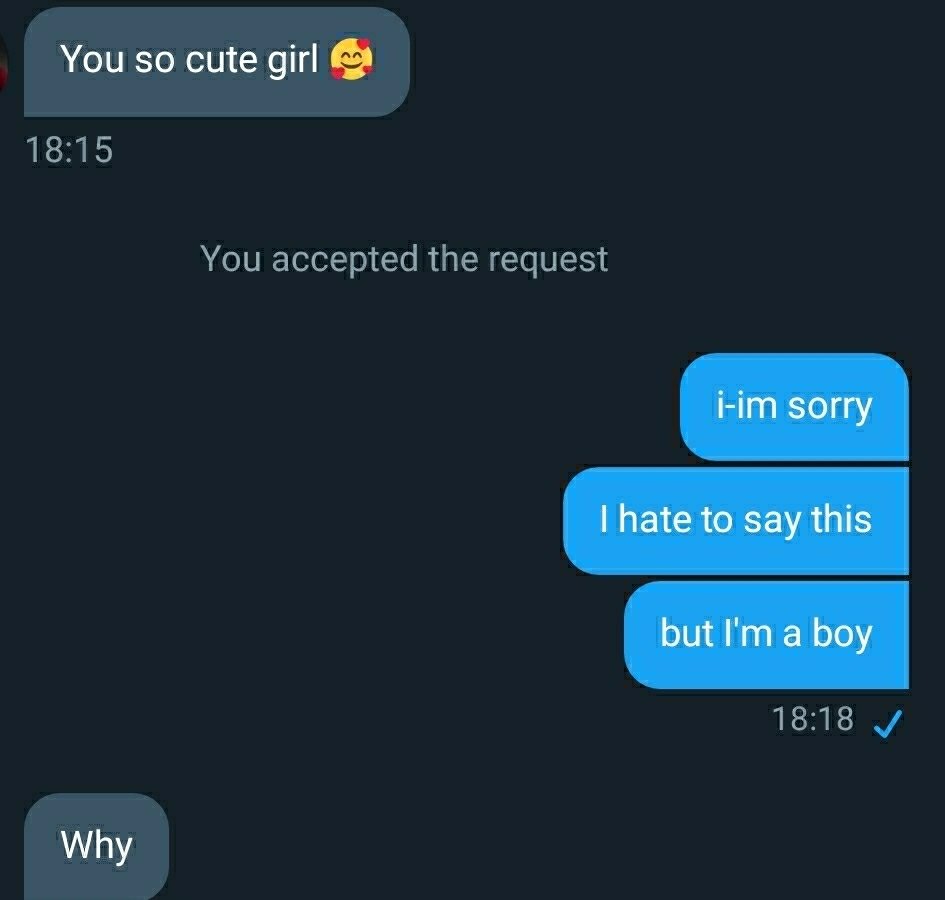 You so cute girl 🥰
18:15
You accepted the request
i-im sorry
I hate to say this
but I'm a boy
18:18
Why